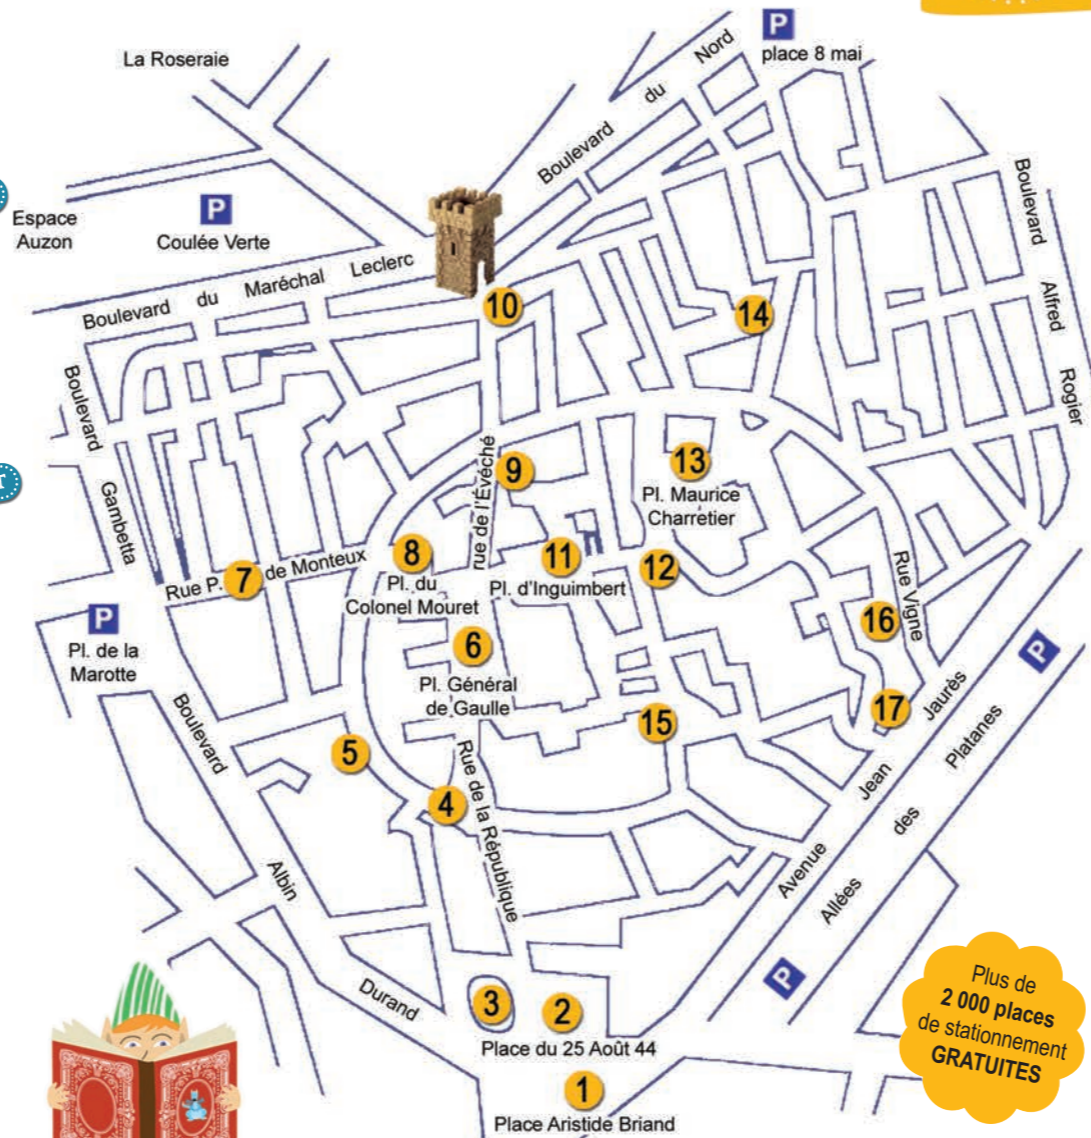 P
place 8 mai
La Roseraie
Boulevard du Nord
Espace
Auzon
P
Coulée Verte
Boulevard du Maréchal Leclerc
10
14
Boulevard Alfred Rogier
Boulevard Gambetta
rue de l'Évêché
9
13
Pl. Maurice
Charretier
Rue P. de Monteux
7
8
Pl. du
Colonel Mouret
11
Pl. d'Inguimbert
12
Rue Vigne
16
P
Pl. de la
Marotte
6
Pl. Général
de Gaulle
P
17
15
5
4
Rue de la République
Boulevard Albin Durand
Avenue Jean Jaurès
Allées des Platanes
P
3
2
Place du 25 Août 44
1
Place Aristide Briand
Plus de
2 000 places
de stationnement
GRATUITES